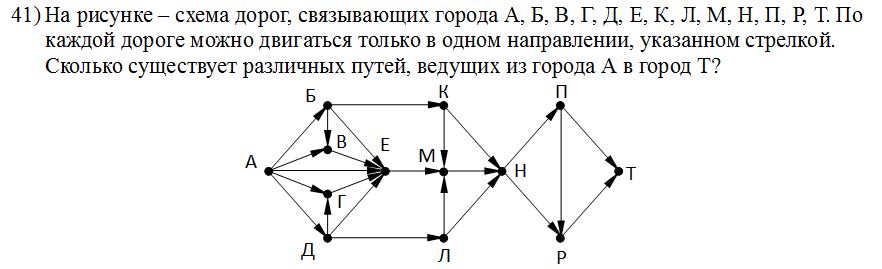 41) На рисунке – схема дорог, связывающих города А, Б, В, Г, Д, Е, К, Л, М, Н, П, Р, Т. По
каждой дороге можно двигаться только в одном направлении, указанном стрелкой.
Сколько существует различных путей, ведущих из города А в город Т?
Б К П
В Е
А М Н Т
Г
Д Л Р